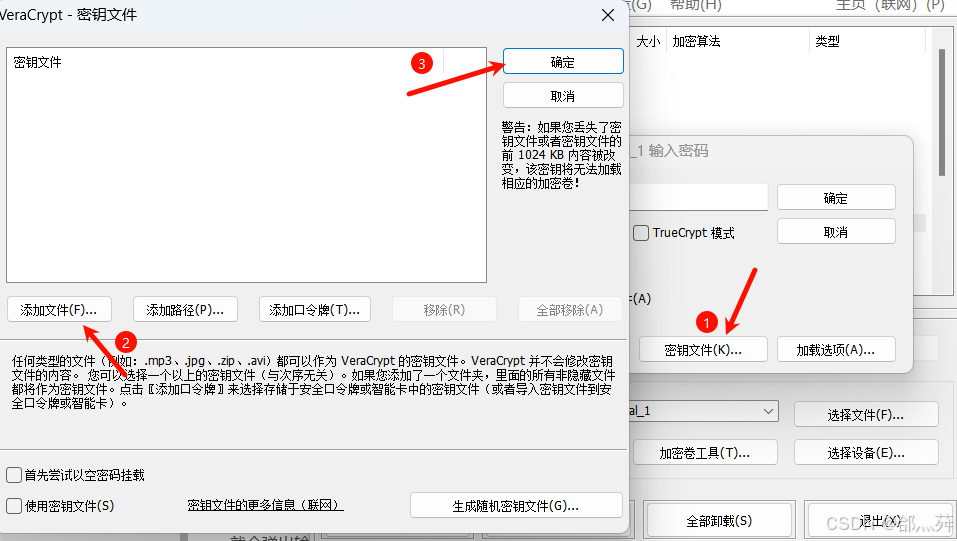 VeraCrypt - 密钥文件
密钥文件
3
确定
取消
警告：如果您丢失了密
钥文件或者密钥文件的
前 1024 KB 内容被改
变，该密钥将无法加载
相应的加密卷！
添加文件(F)...
添加路径(P)...
添加口令牌(T)...
移除(R)
全部移除(A)
2
任何类型的文件（例如：.mp3、.jpg、.zip、.avi）都可以作为 VeraCrypt 的密钥文件。VeraCrypt 并不会修改密
钥文件的内容。 您可以选择一个以上的密钥文件（与次序无关）。如果您添加了一个文件夹，里面的所有非隐藏文件
都将作为密钥文件。点击〖添加口令牌〗来选择存储于安全口令牌或智能卡中的密钥文件（或者导入密钥文件到安
全口令牌或智能卡）。
首先尝试以空密码挂载
使用密钥文件(S)
密钥文件的更多信息（联网）
生成随机密钥文件(G)...
(G)
帮助(H)
主页（联网）(P)
大小
加密算法
类型
_1 输入密码
确定
TrueCrypt 模式
取消
(A)
1
密钥文件(K)...
加载选项(A)...
al_1
选择文件(F)...
加密卷工具(T)...
选择设备(E)...
全部卸载(S)
退出(X)
CSDN